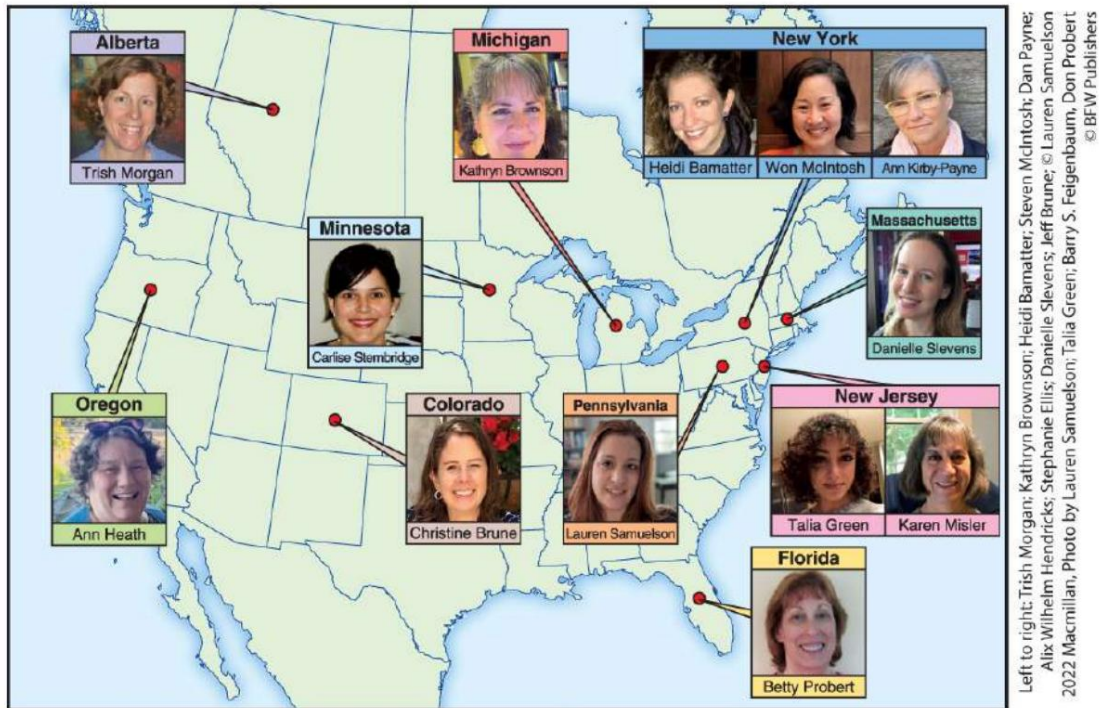 Alberta
Trish Morgan
Michigan
Kathryn Brownson
New York
Heidi Bamatter
Won McIntosh
Ann Kirby-Payne
Minnesota
Carlise Stembridge
Massachusetts
Danielle Slevens
Oregon
Ann Heath
Colorado
Christine Brune
Pennsylvania
Lauren Samuelson
New Jersey
Talia Green
Karen Misler
Florida
Betty Probert
Left to right: Trish Morgan; Kathryn Brownson; Heidi Bamatter; Steven McIntosh; Dan Payne;
Alix Wilhelm Hendricks; Stephanie Ellis; Danielle Slevens; Jeff Brune; © Lauren Samuelson
2022 Macmillan, Photo by Lauren Samuelson; Talia Green; Barry S. Feigenbaum, Don Probert
© BFW Publishers